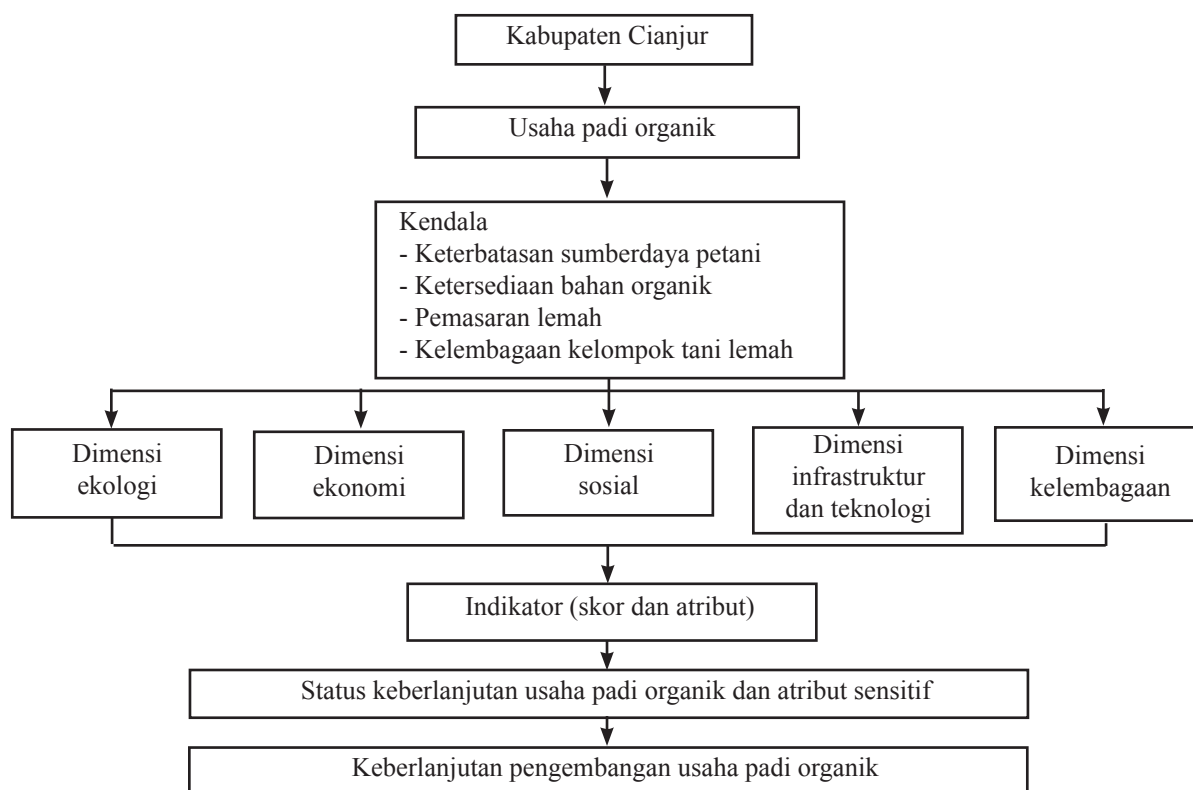 Kabupaten Cianjur
Usaha padi organik
Kendala
- Keterbatasan sumberdaya petani
- Ketersediaan bahan organik
- Pemasaran lemah
- Kelembagaan kelompok tani lemah
Dimensi
ekologi
Dimensi
ekonomi
Dimensi
sosial
Dimensi
infrastruktur
dan teknologi
Dimensi
kelembagaan
Indikator (skor dan atribut)
Status keberlanjutan usaha padi organik dan atribut sensitif
Keberlanjutan pengembangan usaha padi organik